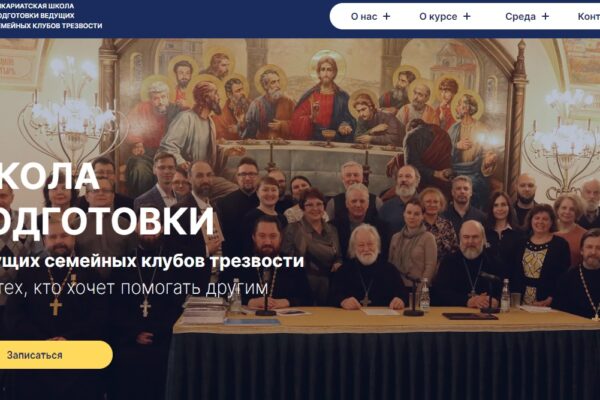 ИКАРИАТСКАЯ ШКОЛА
ОДГОТОВКИ ВЕДУЩИХ
ЕМЕЙНЫХ КЛУБОВ ТРЕЗВОСТИ
О нас +
О курсе +
Среда +
Конт
КОЛА
ОДГОТОВКИ
ущих семейных клубов трезвости
тех, кто хочет помогать другим
Записаться